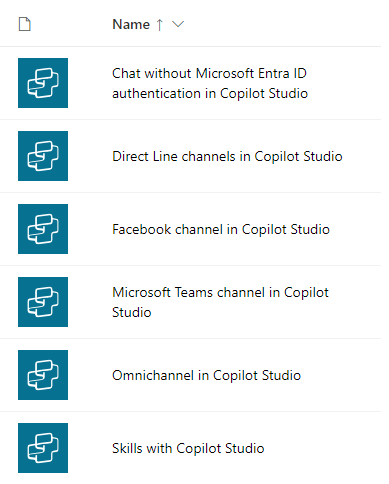 Name ↑
Chat without Microsoft Entra ID
authentication in Copilot Studio
Direct Line channels in Copilot Studio
Facebook channel in Copilot Studio
Microsoft Teams channel in Copilot
Studio
Omnichannel in Copilot Studio
Skills with Copilot Studio